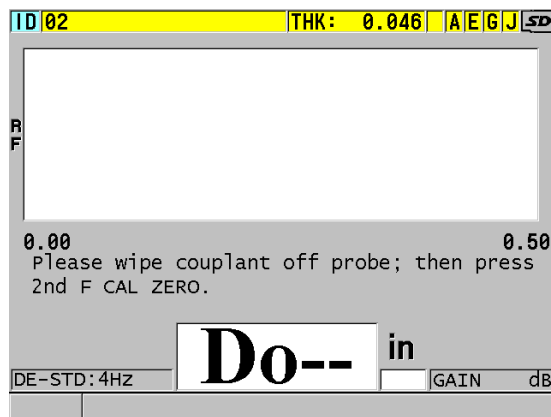 ID 02 THK: 0.046 A E G J SD
RF
0.00 0.50
Please wipe couplant off probe; then press
2nd F CAL ZERO.
Do-- in
DE-STD:4Hz GAIN dB